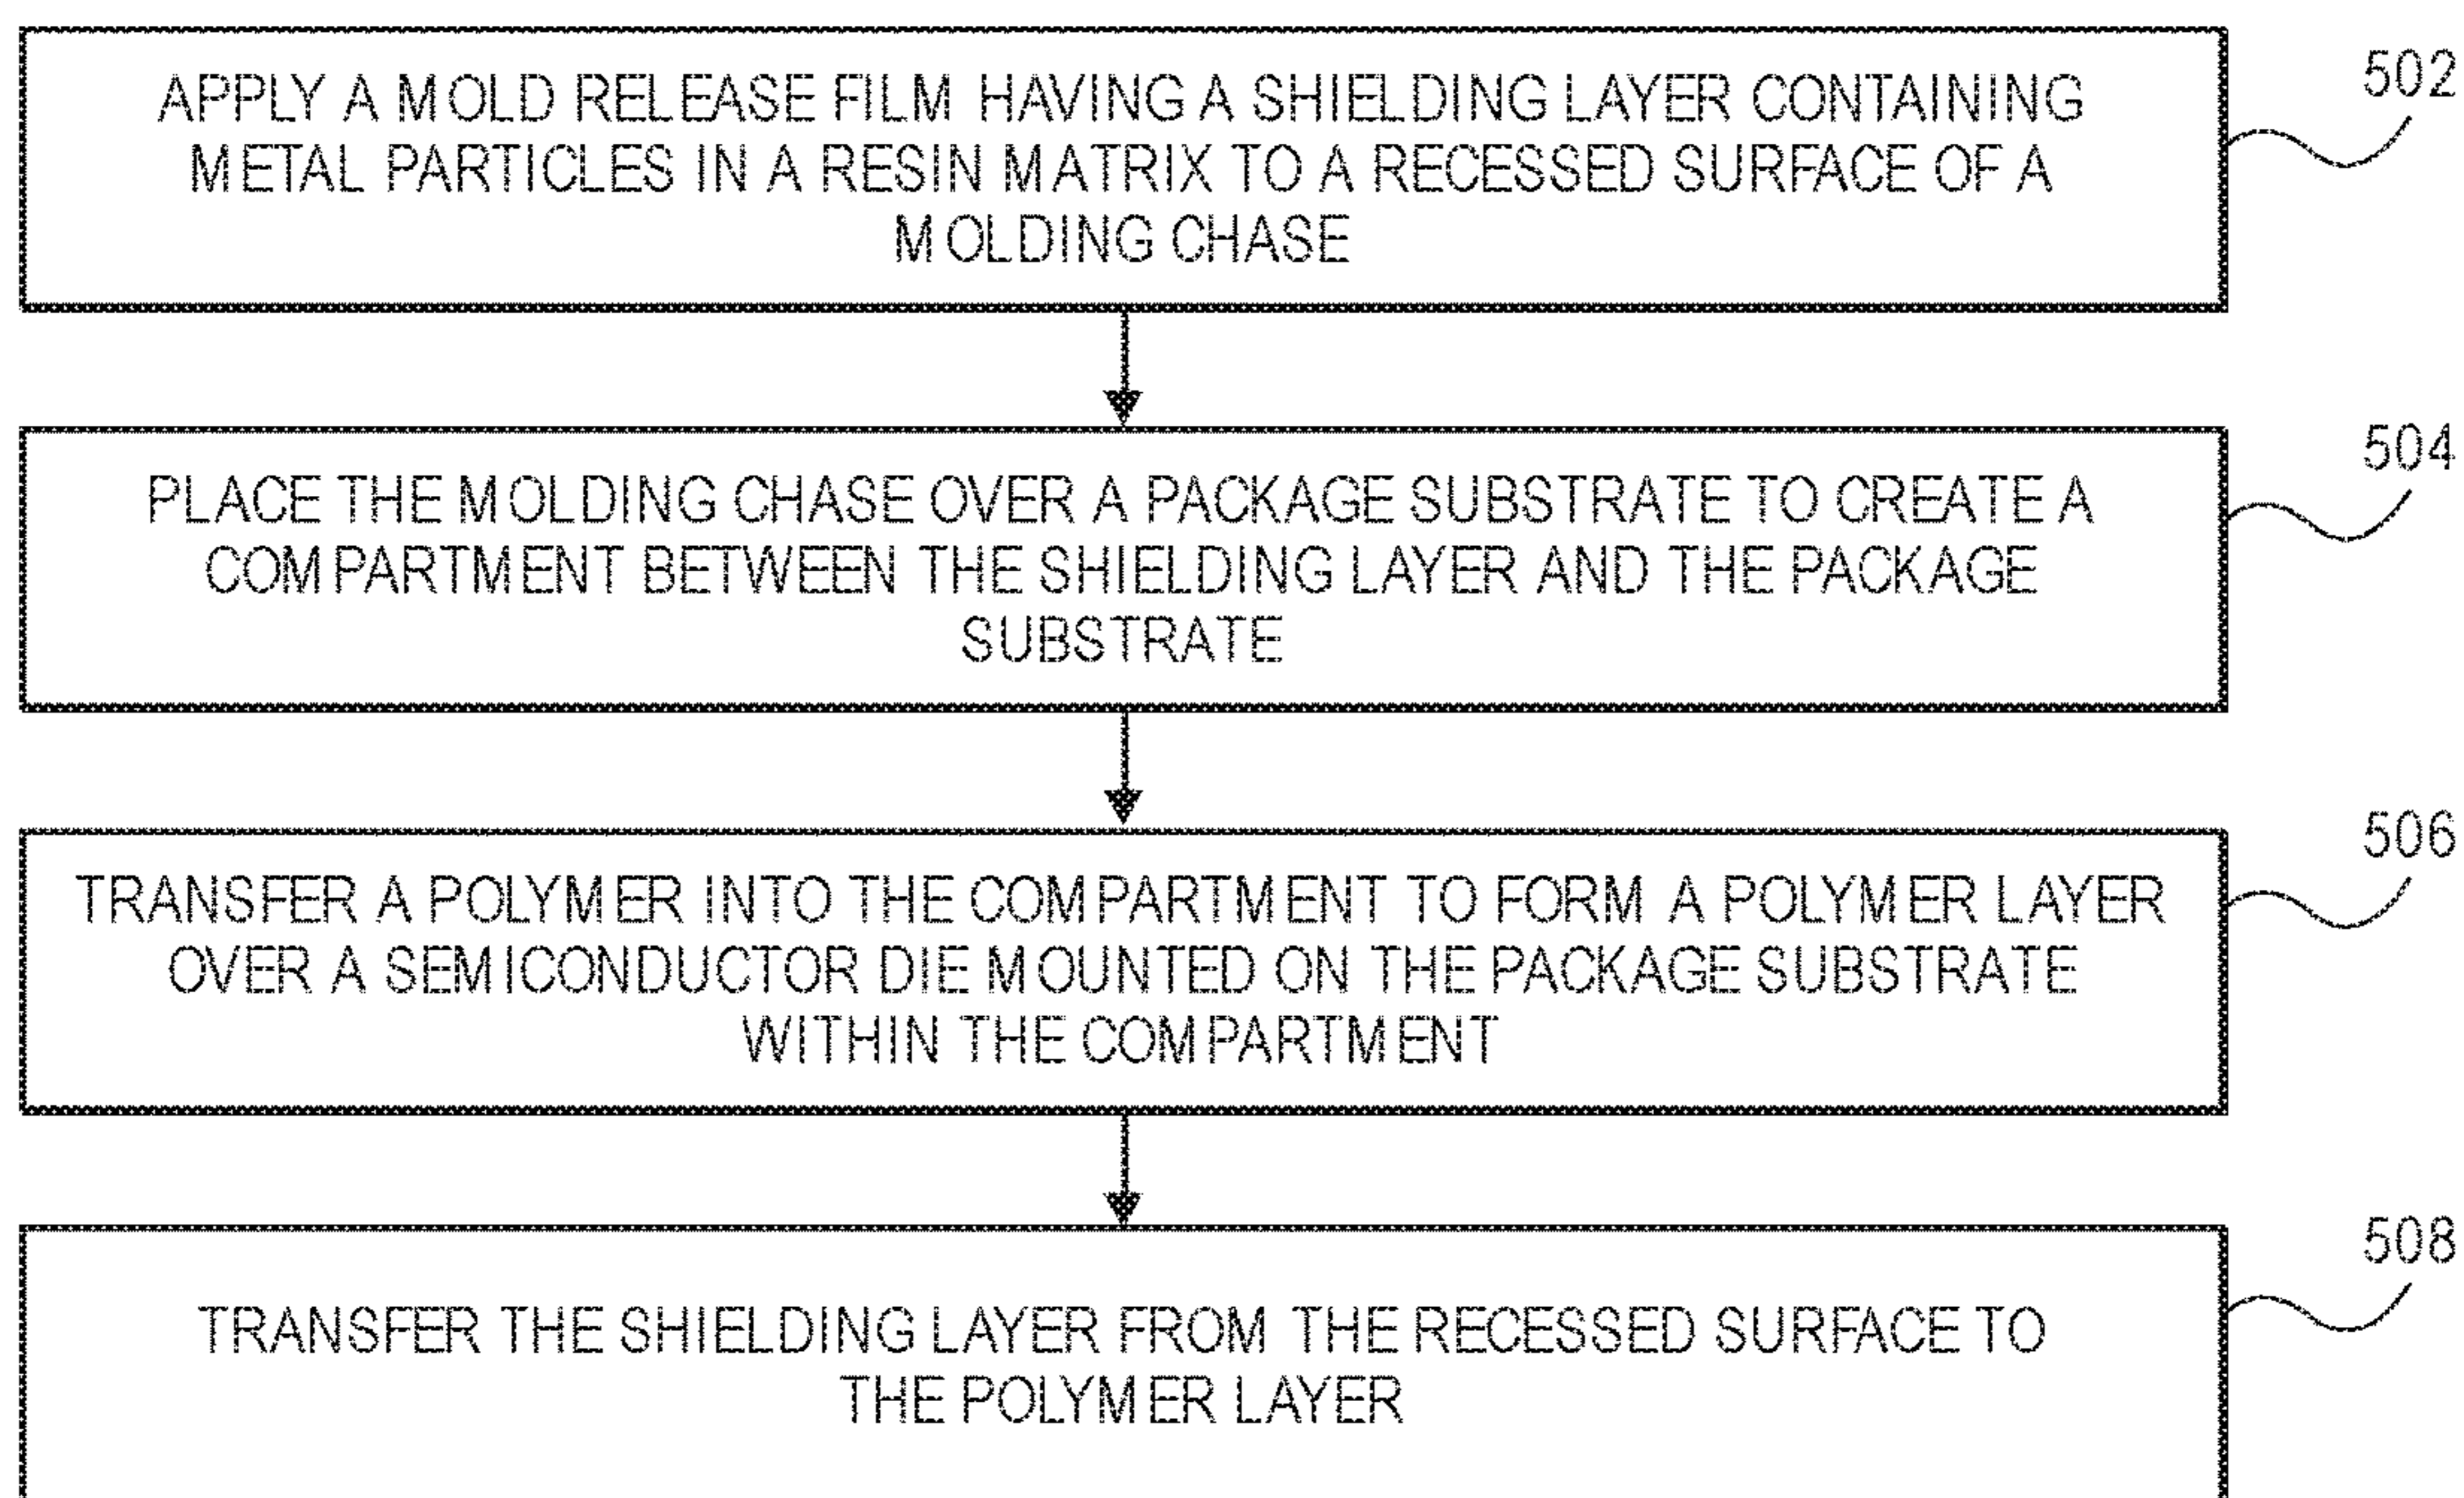 APPLY A MOLD RELEASE FILM HAVING A SHIELDING LAYER CONTAINING
METAL PARTICLES IN A RESIN MATRIX TO A RECESSED SURFACE OF A
MOLDING CHASE
502
PLACE THE MOLDING CHASE OVER A PACKAGE SUBSTRATE TO CREATE A
COMPARTMENT BETWEEN THE SHIELDING LAYER AND THE PACKAGE
SUBSTRATE
504
TRANSFER A POLYMER INTO THE COMPARTMENT TO FORM A POLYMER LAYER
OVER A SEMICONDUCTOR DIE MOUNTED ON THE PACKAGE SUBSTRATE
WITHIN THE COMPARTMENT
506
TRANSFER THE SHIELDING LAYER FROM THE RECESSED SURFACE TO
THE POLYMER LAYER
508